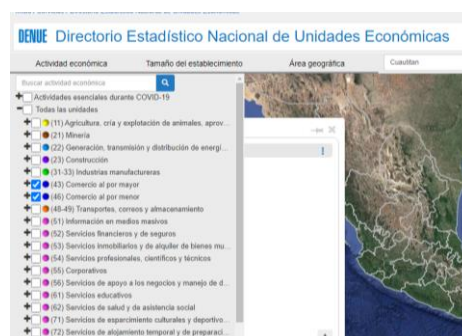 DENUE Directorio Estadístico Nacional de Unidades Económicas
Actividad económica Tamaño del establecimiento Área geográfica Cuautitlan
Buscar actividad económica
Actividades esenciales durante COVID-19
Todas las unidades
(11) Agricultura, cría y explotación de animales, aprov...
(21) Minería
(22) Generación, transmisión y distribución de energí...
(23) Construcción
(31-33) Industrias manufactureras
(43) Comercio al por mayor
(46) Comercio al por menor
(48-49) Transportes, correos y almacenamiento
(51) Información en medios masivos
(52) Servicios financieros y de seguros
(53) Servicios inmobiliarios y de alquiler de bienes mu...
(54) Servicios profesionales, científicos y técnicos
(55) Corporativos
(56) Servicios de apoyo a los negocios y manejo de d...
(61) Servicios educativos
(62) Servicios de salud y de asistencia social
(71) Servicios de esparcimiento culturales y deportivo...
(72) Servicios de alojamiento temporal y de preparaci...